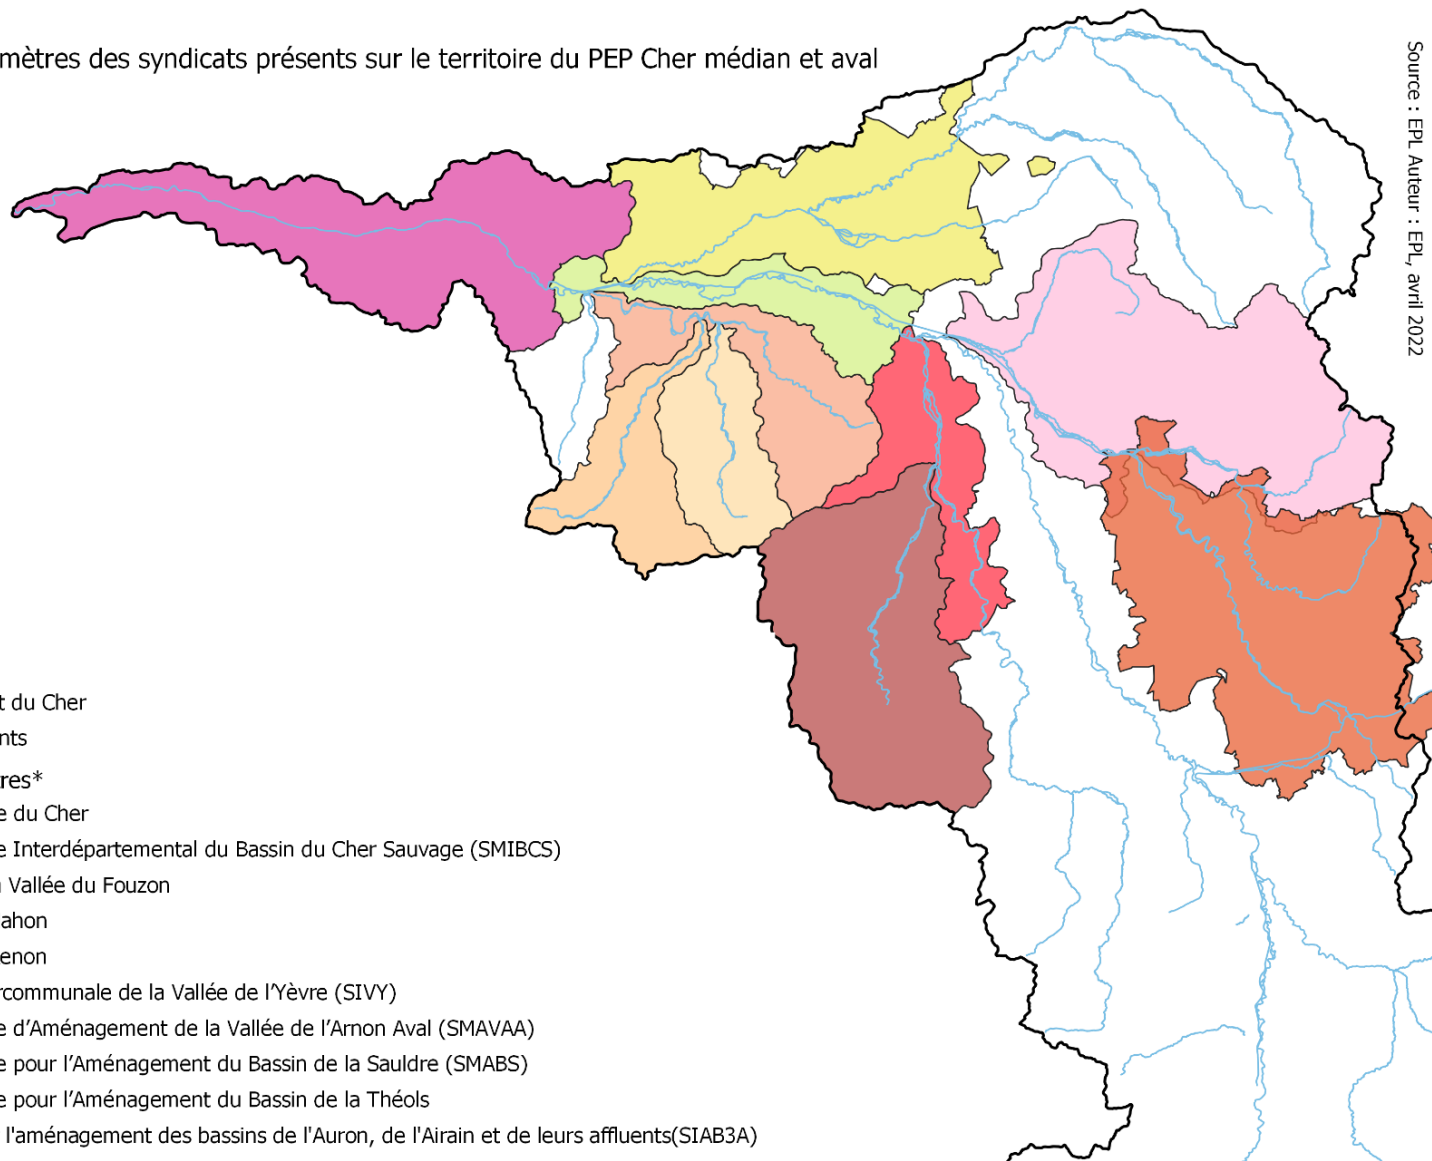 mètres des syndicats présents sur le territoire du PEP Cher médian et aval
Source : EPL Auteur : EPL, avril 2022
t du Cher
nts
res*
e du Cher
e Interdépartemental du Bassin du Cher Sauvage (SMIBCS)
a Vallée du Fouzon
ahon
enon
rcommunale de la Vallée de l'Yèvre (SIVY)
e d'Aménagement de la Vallée de l'Arnon Aval (SMAVAA)
e pour l'Aménagement du Bassin de la Sauldre (SMABS)
e pour l'Aménagement du Bassin de la Théols
l'aménagement des bassins de l'Auron, de l'Airain et de leurs affluents(SIAB3A)